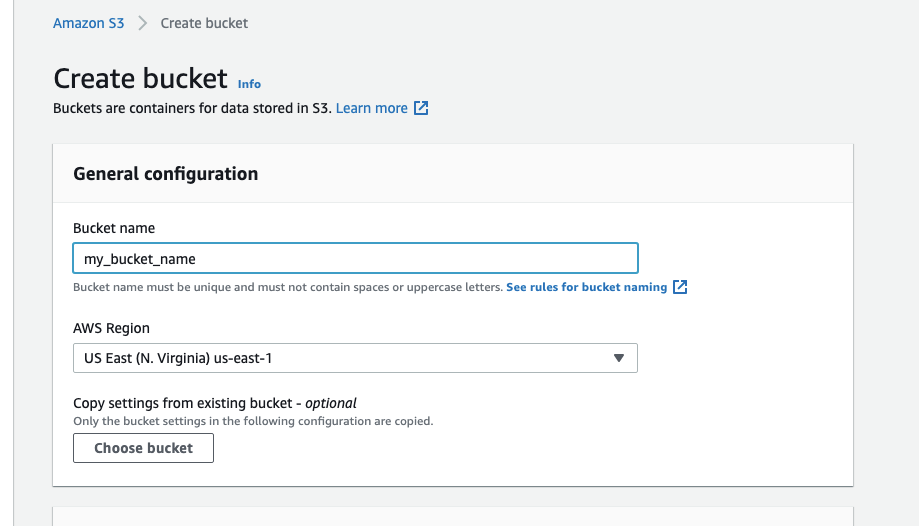 Amazon S3 > Create bucket
Create bucket Info
Buckets are containers for data stored in S3. Learn more
General configuration
Bucket name
my_bucket_name
Bucket name must be unique and must not contain spaces or uppercase letters. See rules for bucket naming
AWS Region
US East (N. Virginia) us-east-1
Copy settings from existing bucket - optional
Only the bucket settings in the following configuration are copied.
Choose bucket